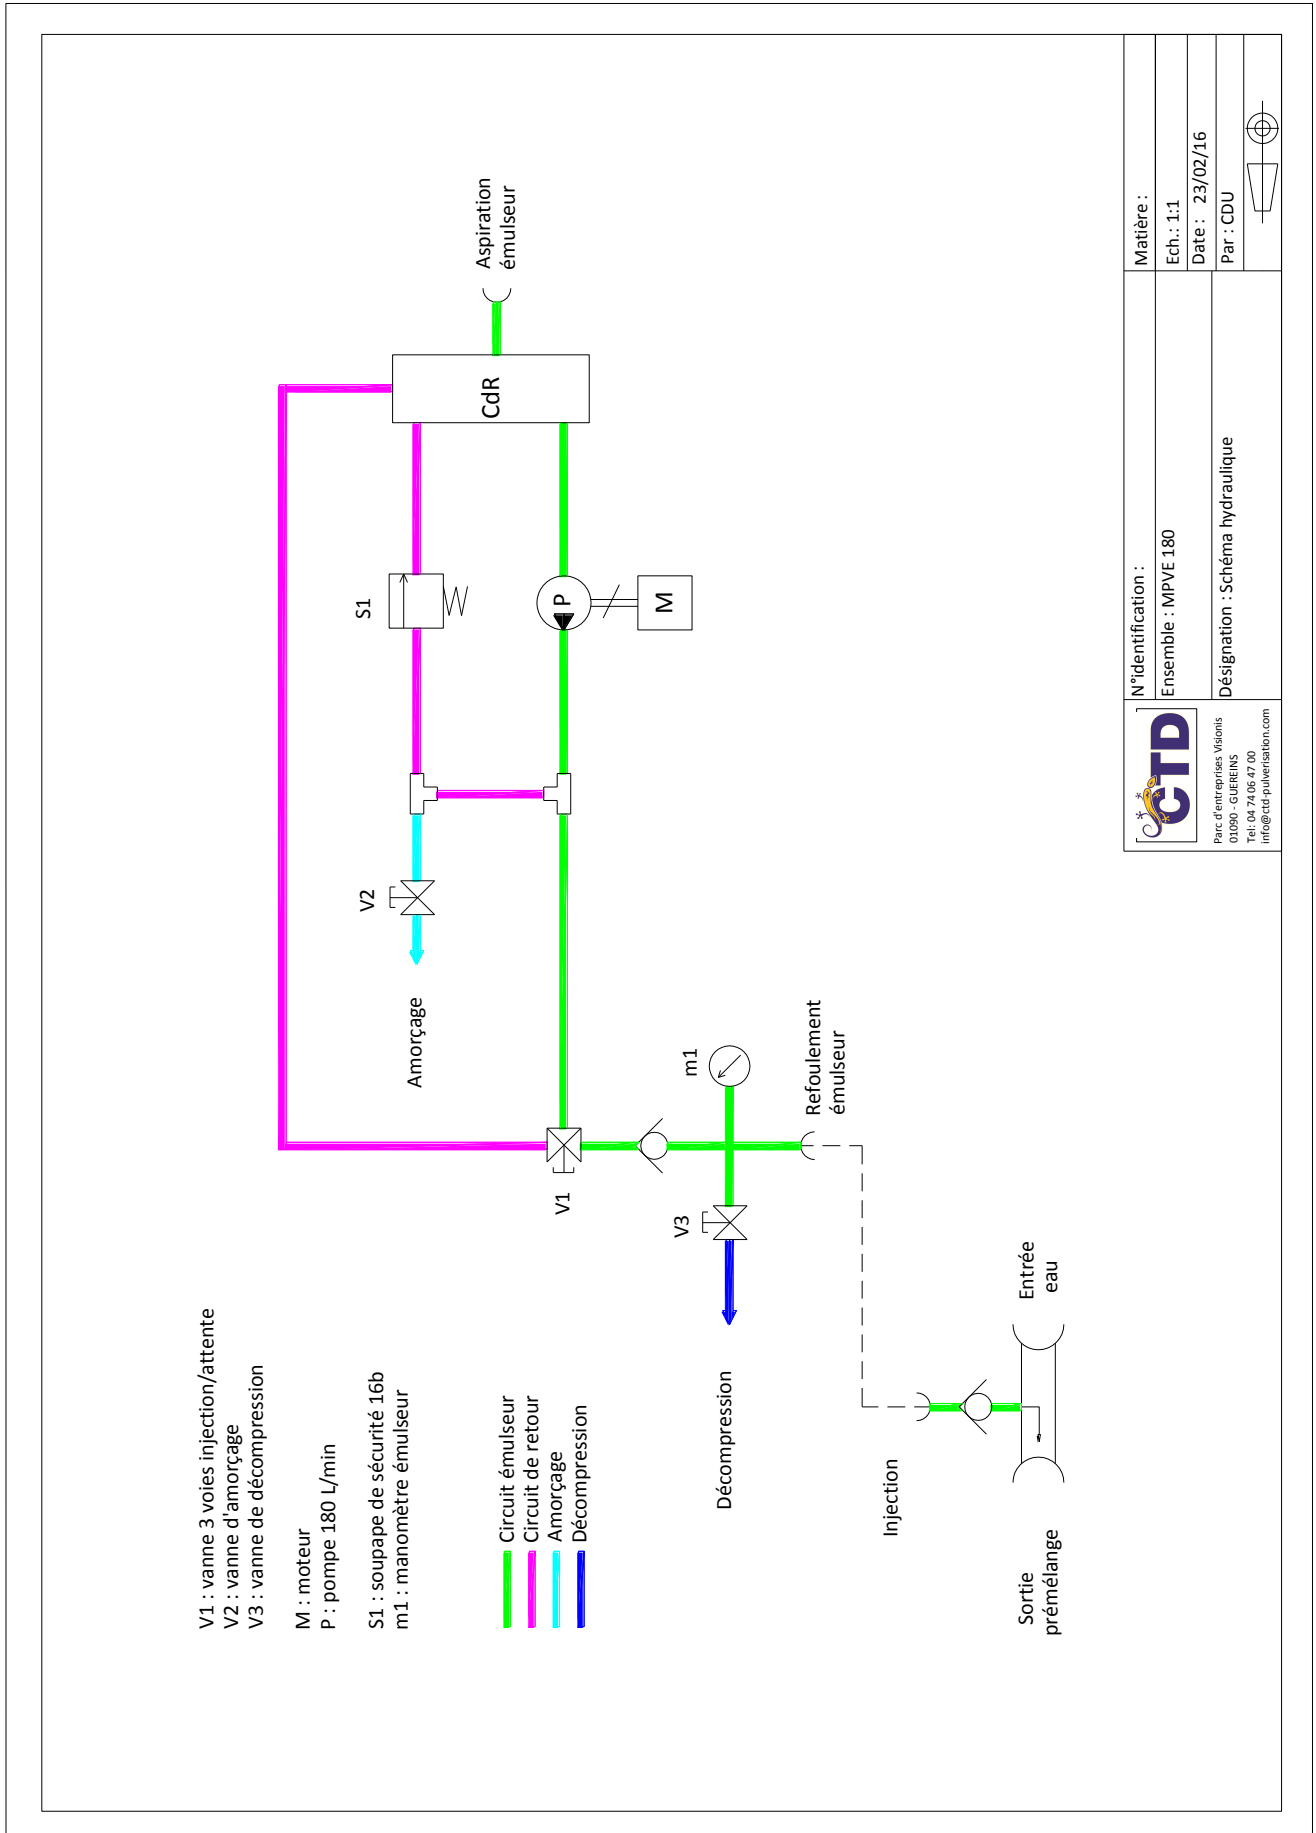 V1 : vanne 3 voies injection/attente
V2 : vanne d'amorçage
V3 : vanne de décompression
M : moteur
P : pompe 180 L/min
S1 : soupape de sécurité 16b
m1 : manomètre émulseur
Circuit émulseur
Circuit de retour
Amorçage
Décompression
S1
V2
Amorçage
CdR
Aspiration
émulseur
P
M
V1
V3
m1
Décompression
Refoulement
émulseur
Injection
Sortie
prémélange
Entrée
eau
CTD
Parc d'entreprises Visionis
01090 - GUEREINS
Tel: 04 74 06 47 00
info@ctd-pulverisation.com
N°identification :
Ensemble : MPVE 180
Désignation : Schéma hydraulique
Matière :
Ech.: 1:1
Date : 23/02/16
Par : CDU